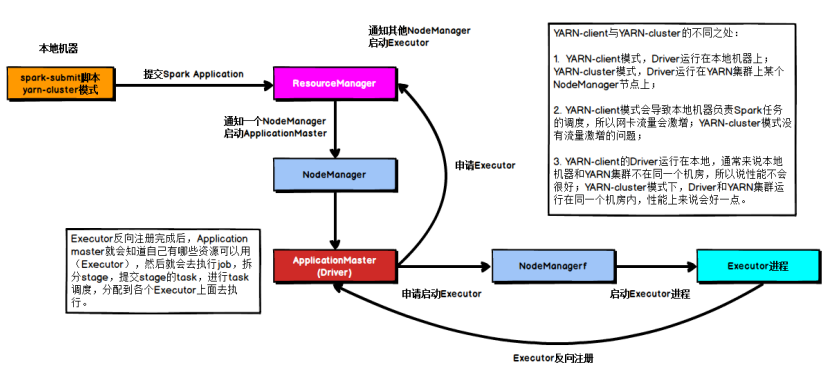 通知其他NodeManager
启动Executor
本地机器
spark-submit脚本
yarn-cluster模式
提交Spark Application
ResourceManager
通知一个NodeManager
启动ApplicationMaster
申请Executor
NodeManager
YARN-client与YARN-cluster的不同之处:
1. YARN-client模式，Driver运行在本地机器上；
YARN-cluster模式，Driver运行在YARN集群上某个
NodeManager节点上；
2. YARN-client模式会导致本地机器负责Spark任务
的调度，所以网卡流量会激增；YARN-cluster模式没
有流量激增的问题；
3. YARN-client的Driver运行在本地，通常来说本地
机器和YARN集群不在同一个机房，所以说性能不会
很好；YARN-cluster模式下，Driver和YARN集群运
行在同一个机房内，性能上来说会好一点。
Executor反向注册完成后，Application
master就会知道自己有哪些资源可以用
（Executor），然后就会去执行job，拆
分stage，提交stage的task，进行task
调度，分配到各个Executor上面去执
行。
ApplicationMaster
(Driver)
申请启动Executor
NodeManagerf
启动Executor进程
Executor进程
Executor反向注册